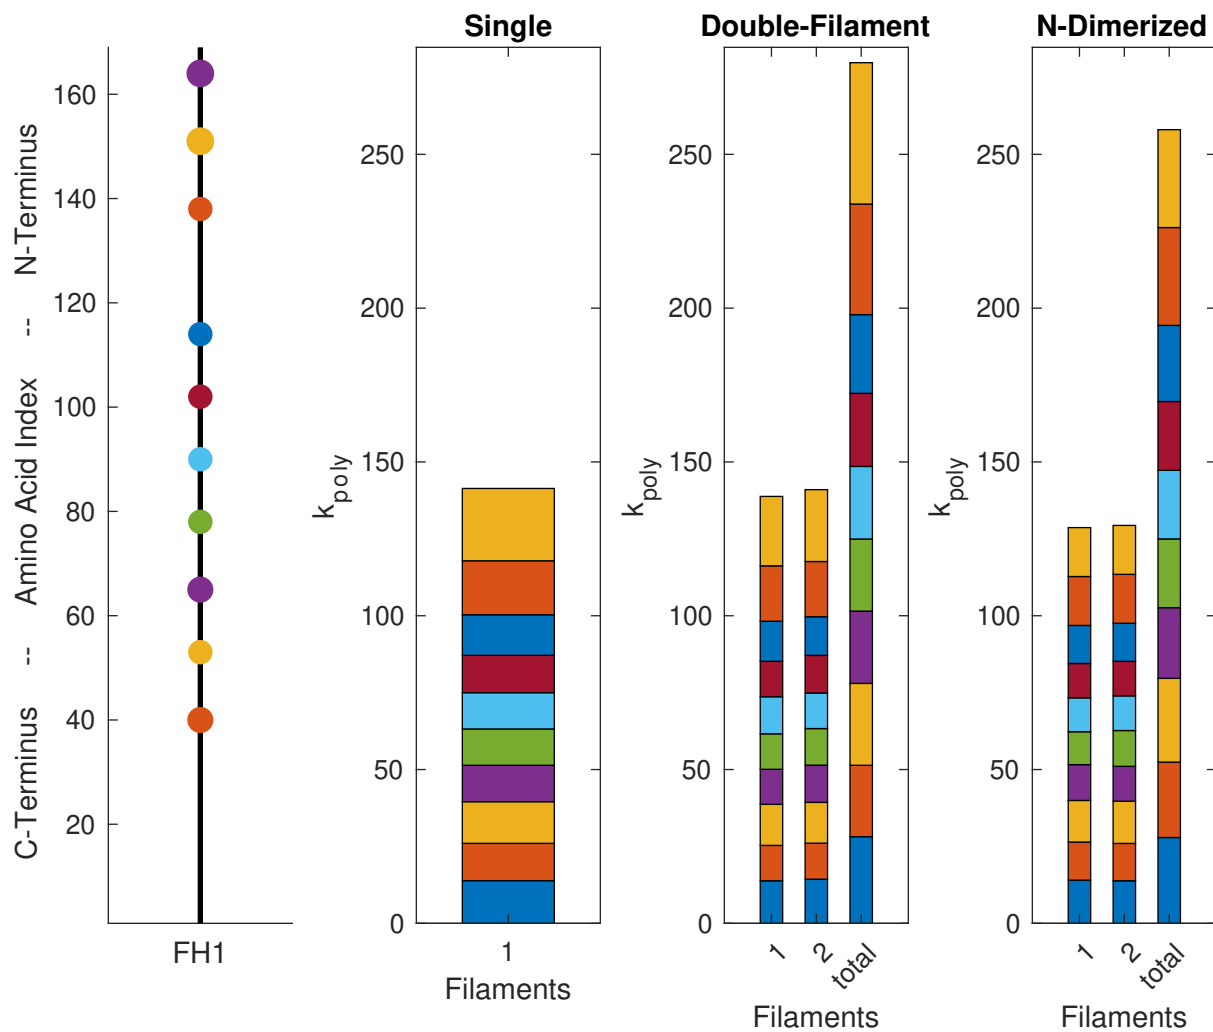 Single
Double-Filament
N-Dimerized
C-Terminus -- Amino Acid Index -- N-Terminus
160
140
120
100
80
60
40
20
FH1
k_poly
250
200
150
100
50
0
1
Filaments
k_poly
250
200
150
100
50
0
1
2
total
Filaments
k_poly
250
200
150
100
50
0
1
2
total
Filaments